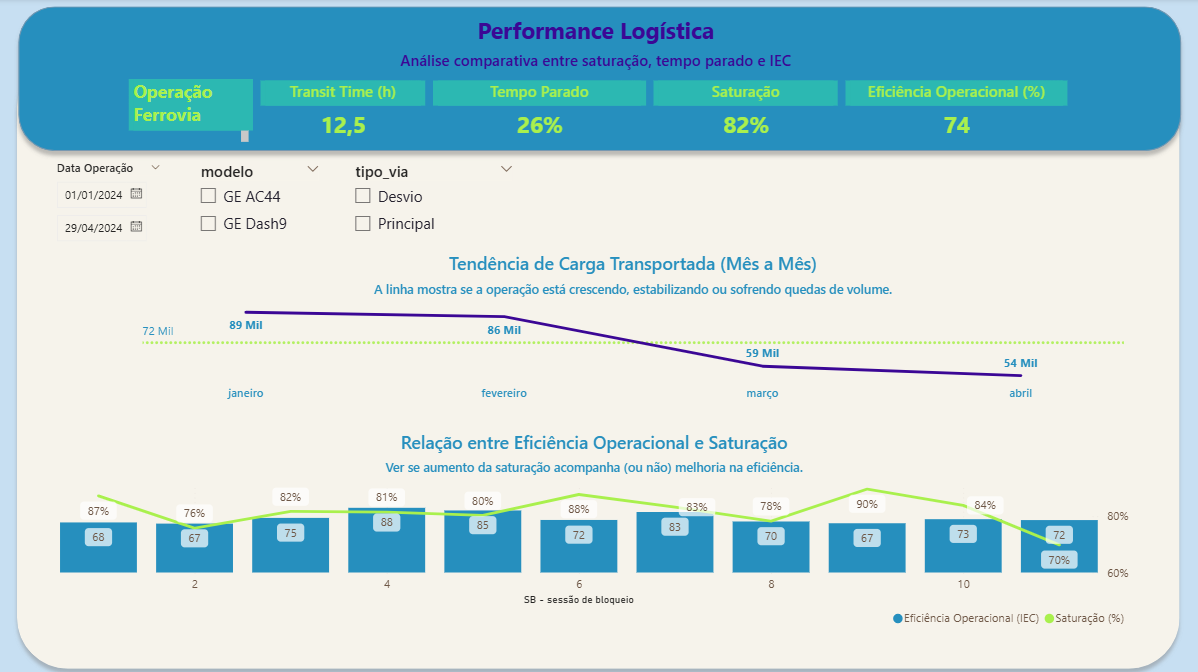 Performance Logística
Análise comparativa entre saturação, tempo parado e IEC
Operação
Ferrovia
Transit Time (h)
Tempo Parado
Saturação
Eficiência Operacional (%)
12,5
26%
82%
74
Data Operação
modelo
tipo_via
01/01/2024
GE AC44
Desvio
29/04/2024
GE Dash9
Principal
Tendência de Carga Transportada (Mês a Mês)
A linha mostra se a operação está crescendo, estabilizando ou sofrendo quedas de volume.
72 Mil
89 Mil
86 Mil
59 Mil
54 Mil
janeiro
fevereiro
março
abril
Relação entre Eficiência Operacional e Saturação
Ver se aumento da saturação acompanha (ou não) melhoria na eficiência.
87%
76%
82%
81%
80%
88%
83%
78%
90%
84%
70%
68
67
75
88
85
72
83
70
67
73
72
80%
60%
2
4
6
8
10
SB - sessão de bloqueio
Eficiência Operacional (IEC)
Saturação (%)